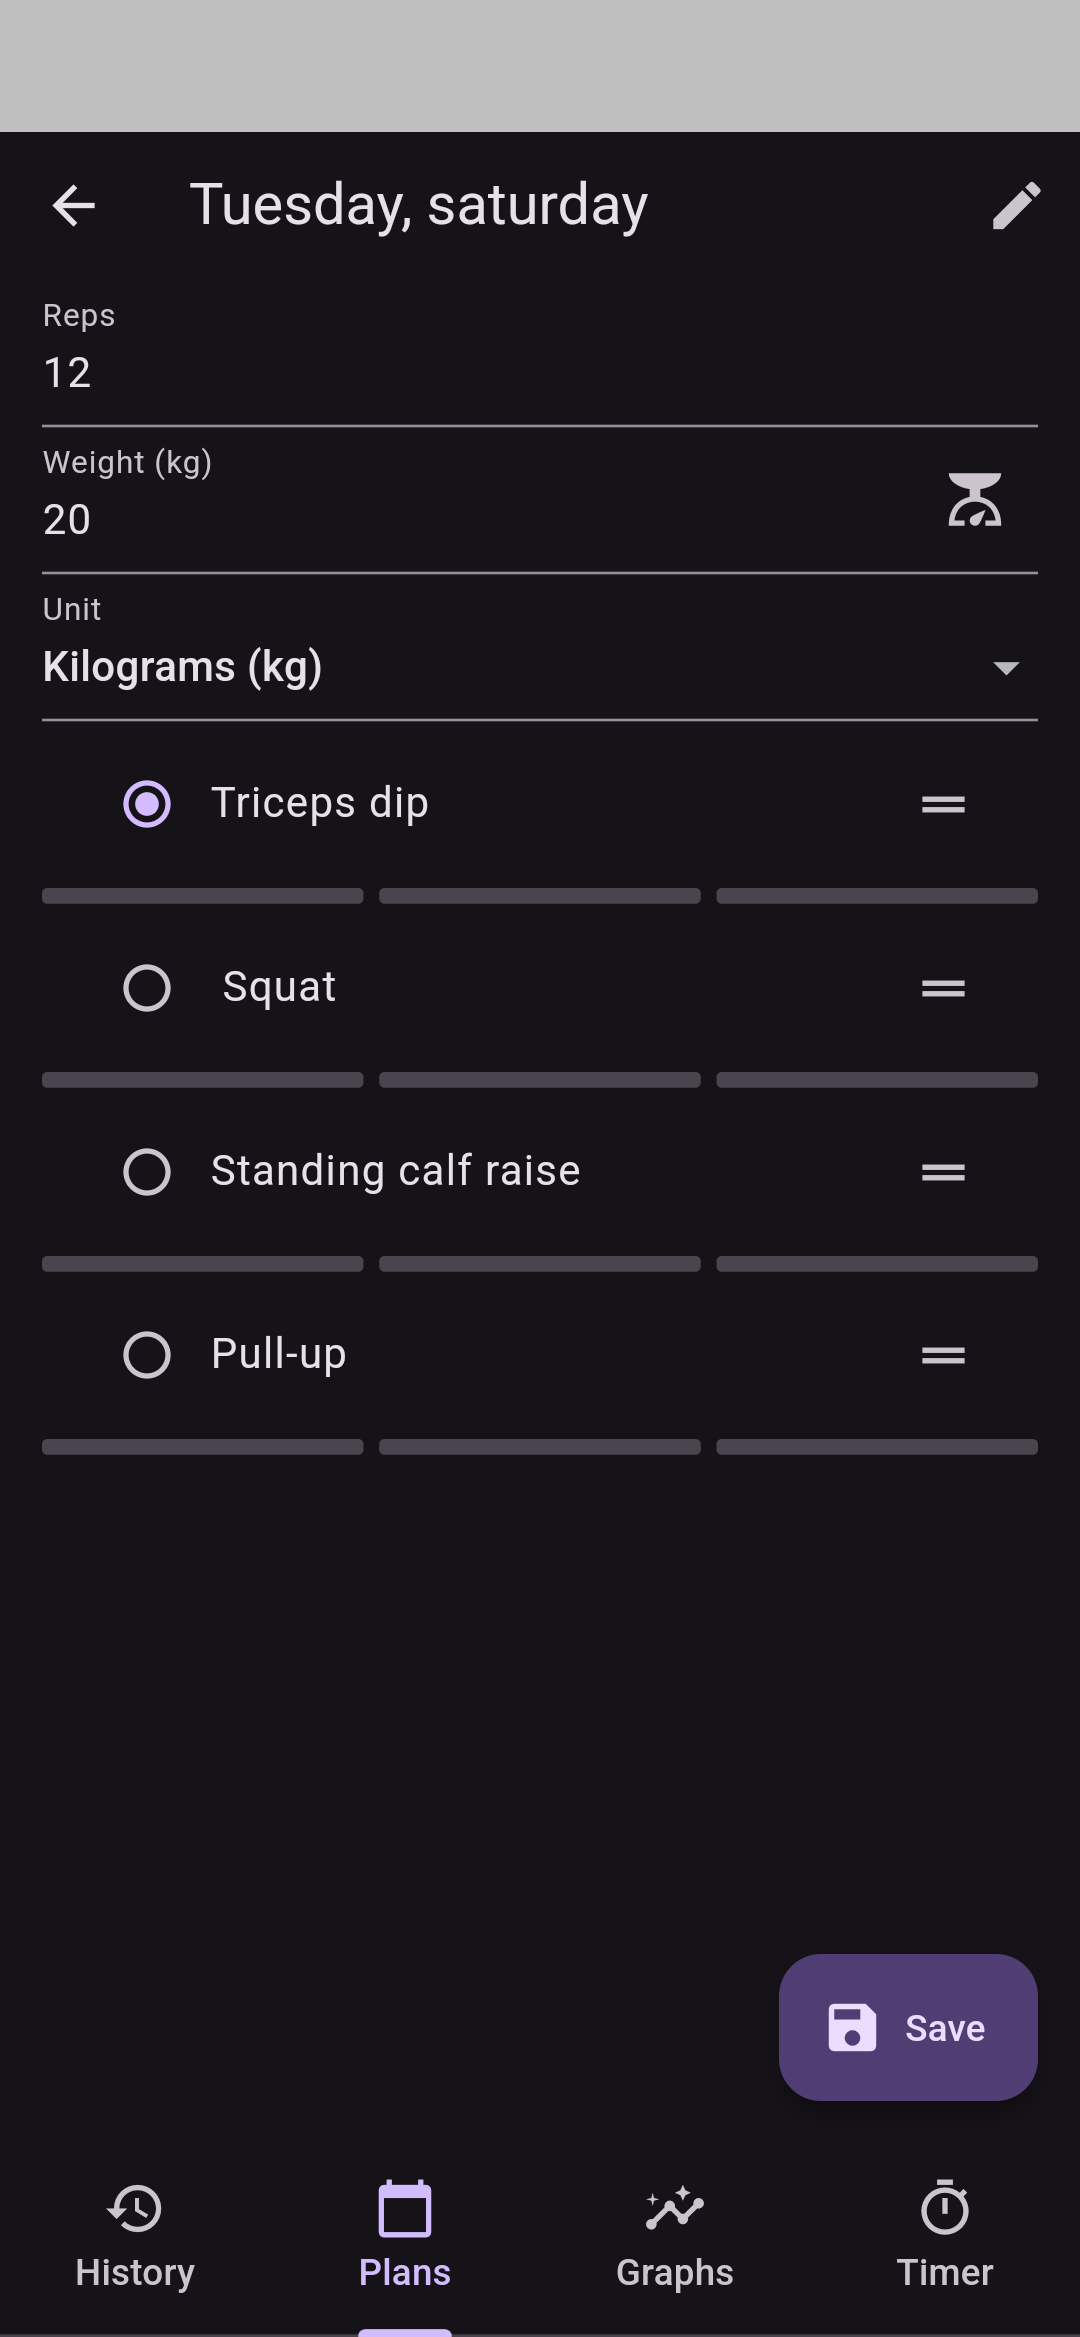 Tuesday, saturday
Reps
12
Weight (kg)
20
Unit
Kilograms (kg)
Triceps dip
Squat
Standing calf raise
Pull-up
Save
History
Plans
Graphs
Timer